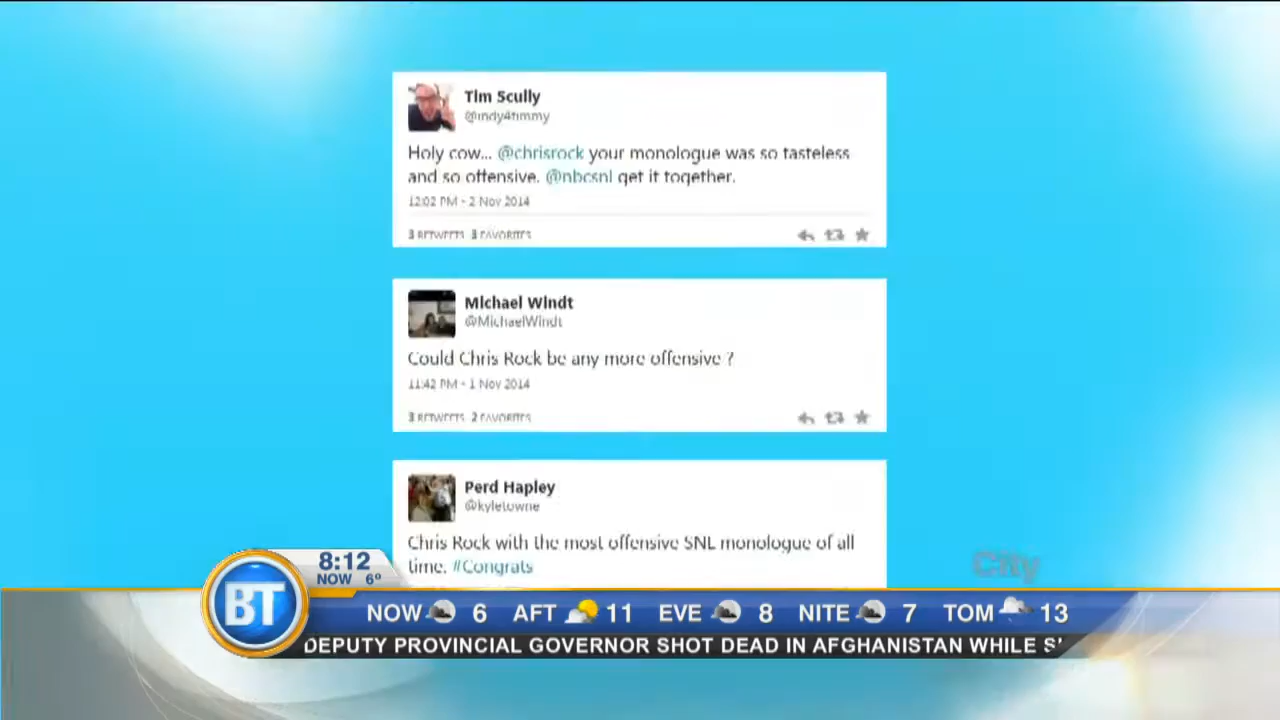 Tim Scully
@indy4timmy
Holy cow... @chrisrock your monologue was so tasteless
and so offensive. @nbcsnl get it together.
12:02 PM - 2 Nov 2014
3 RETWEETS 3 FAVORITES
Michael Windt
@MichaelWindt
Could Chris Rock be any more offensive ?
11:42 PM - 1 Nov 2014
3 RETWEETS 2 FAVORITES
Perd Hapley
@kyletowne
Chris Rock with the most offensive SNL monologue of all
time. #Congrats
City
8:12
NOW 6º
BT
NOW 6 AFT 11 EVE 8 NITE 7 TOM 13
DEPUTY PROVINCIAL GOVERNOR SHOT DEAD IN AFGHANISTAN WHILE